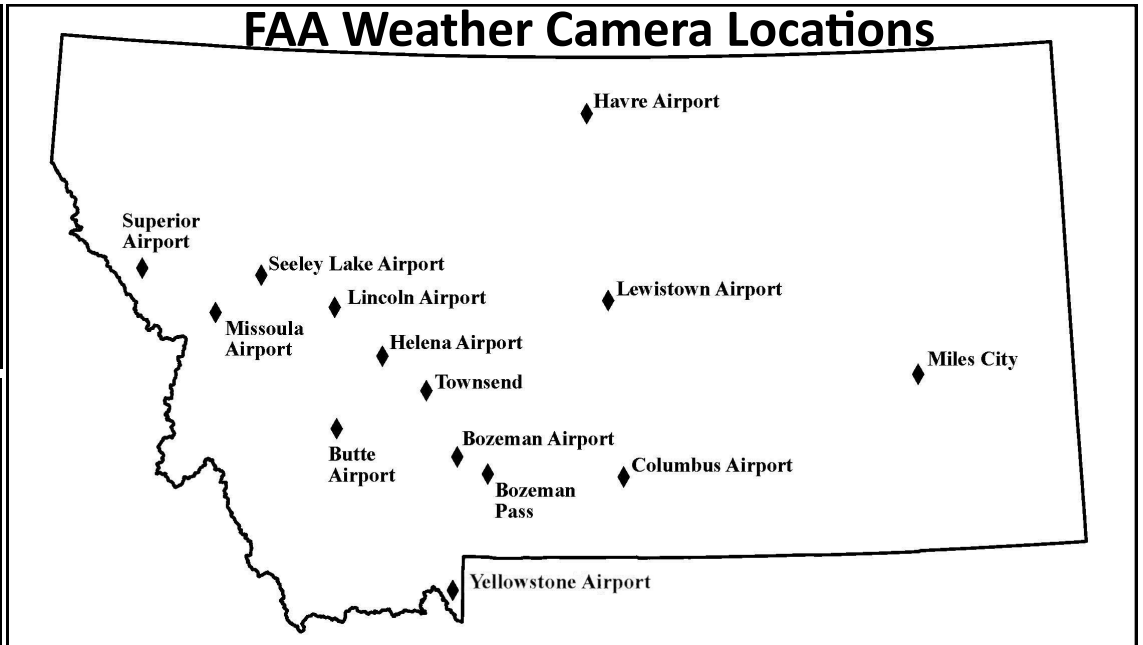 FAA Weather Camera Locations
Havre Airport
Superior
Airport
Seeley Lake Airport
Lincoln Airport
Lewistown Airport
Missoula
Airport
Helena Airport
Miles City
Townsend
Bozeman Airport
Butte
Airport
Columbus Airport
Bozeman
Pass
Yellowstone Airport